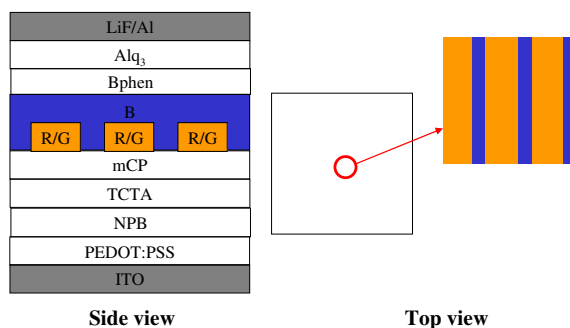 LiF/Al
Alq3
Bphen
B
R/G R/G R/G
mCP
TCTA
NPB
PEDOT:PSS
ITO
Side view
Top view